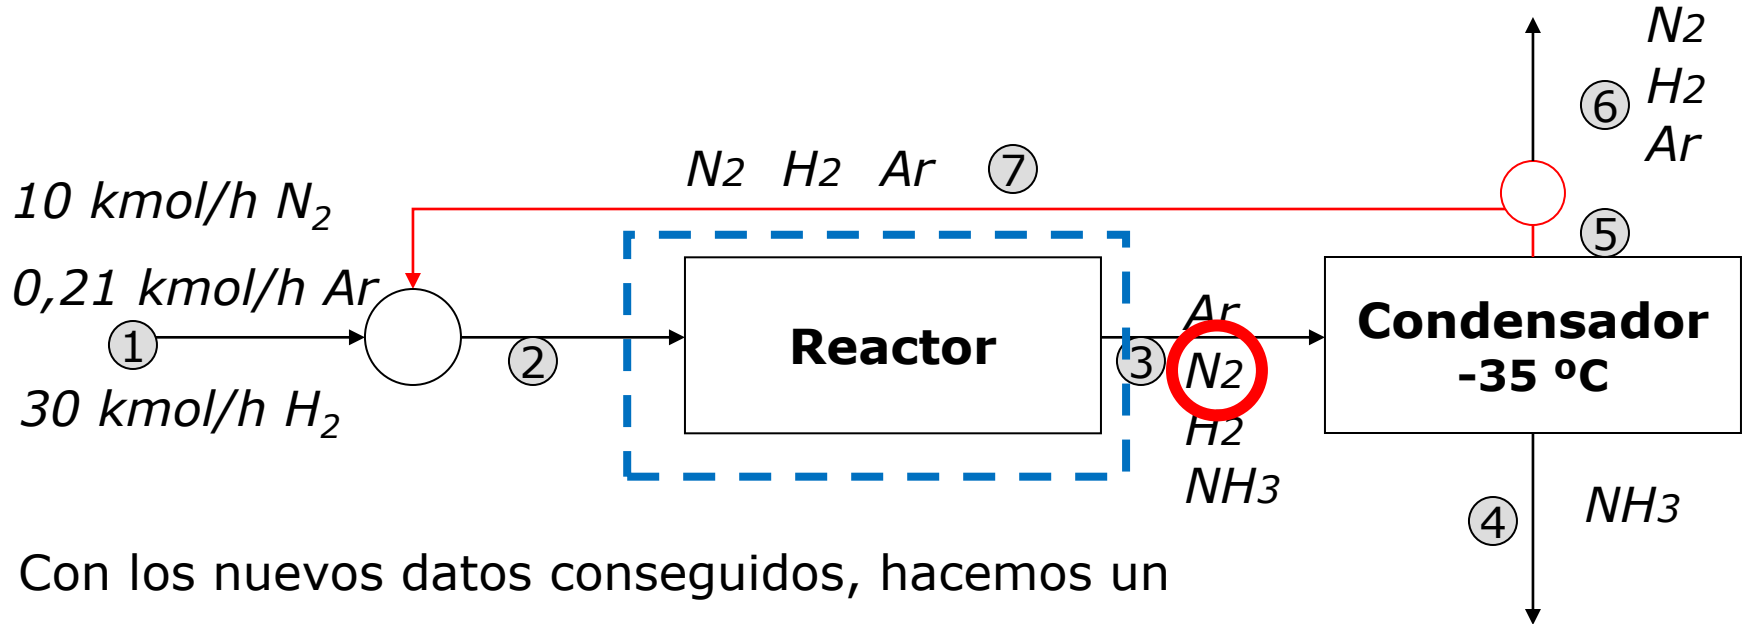 N2
H2
Ar
6
N2 H2 Ar 7
10 kmol/h N₂
5
0,21 kmol/h Ar
1
30 kmol/h H₂
2
Reactor
3
Ar
N2
H2
NH3
Condensador
-35 ºC
4
NH3
Con los nuevos datos conseguidos, hacemos un